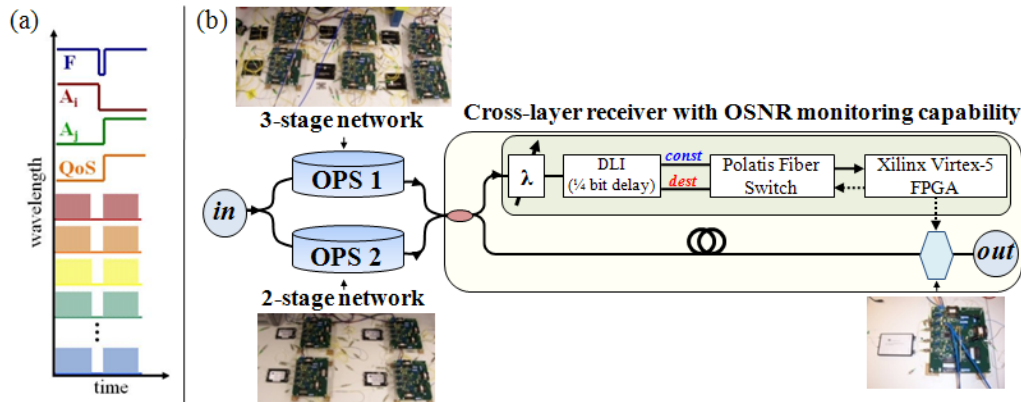 (a)
wavelength
F
Ai
Aj
QoS
time
(b)
3-stage network
in
OPS 1
OPS 2
2-stage network
Cross-layer receiver with OSNR monitoring capability
λ
DLI
(¼ bit delay)
const
dest
Polatis Fiber
Switch
Xilinx Virtex-5
FPGA
out